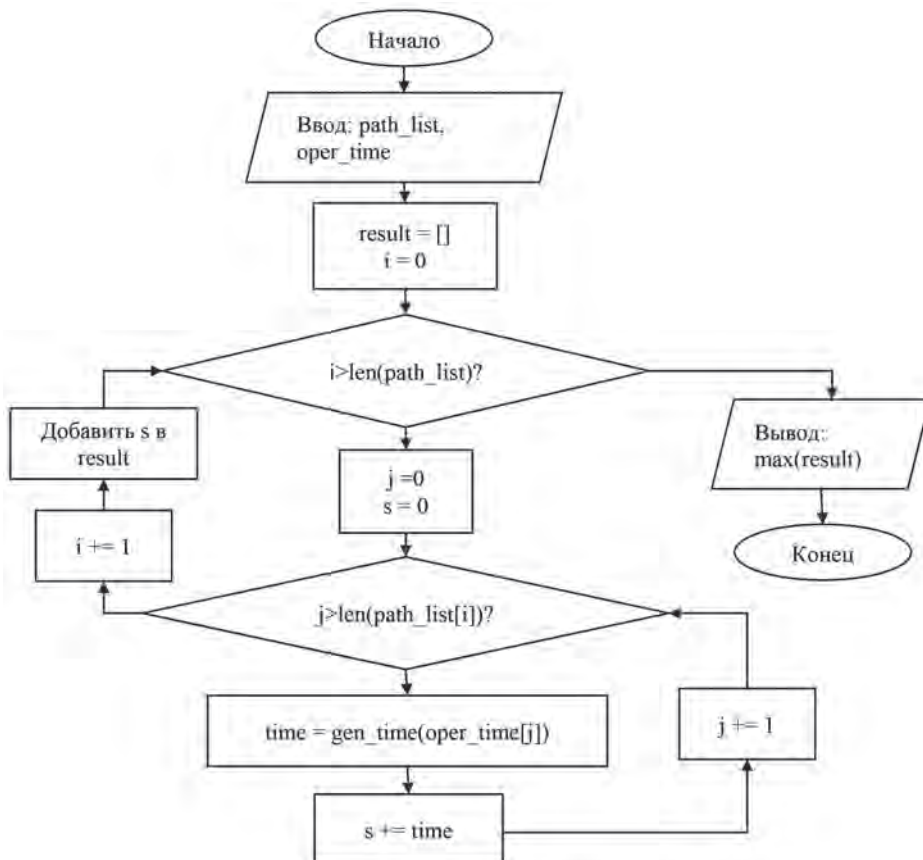 Начало
Ввод: path_list,
oper_time
result = []
i = 0
i>len(path_list)?
Добавить s в
result
j =0
s = 0
Вывод:
max(result)
i += 1
Конец
j>len(path_list[i])?
time = gen_time(oper_time[j])
j += 1
s += time